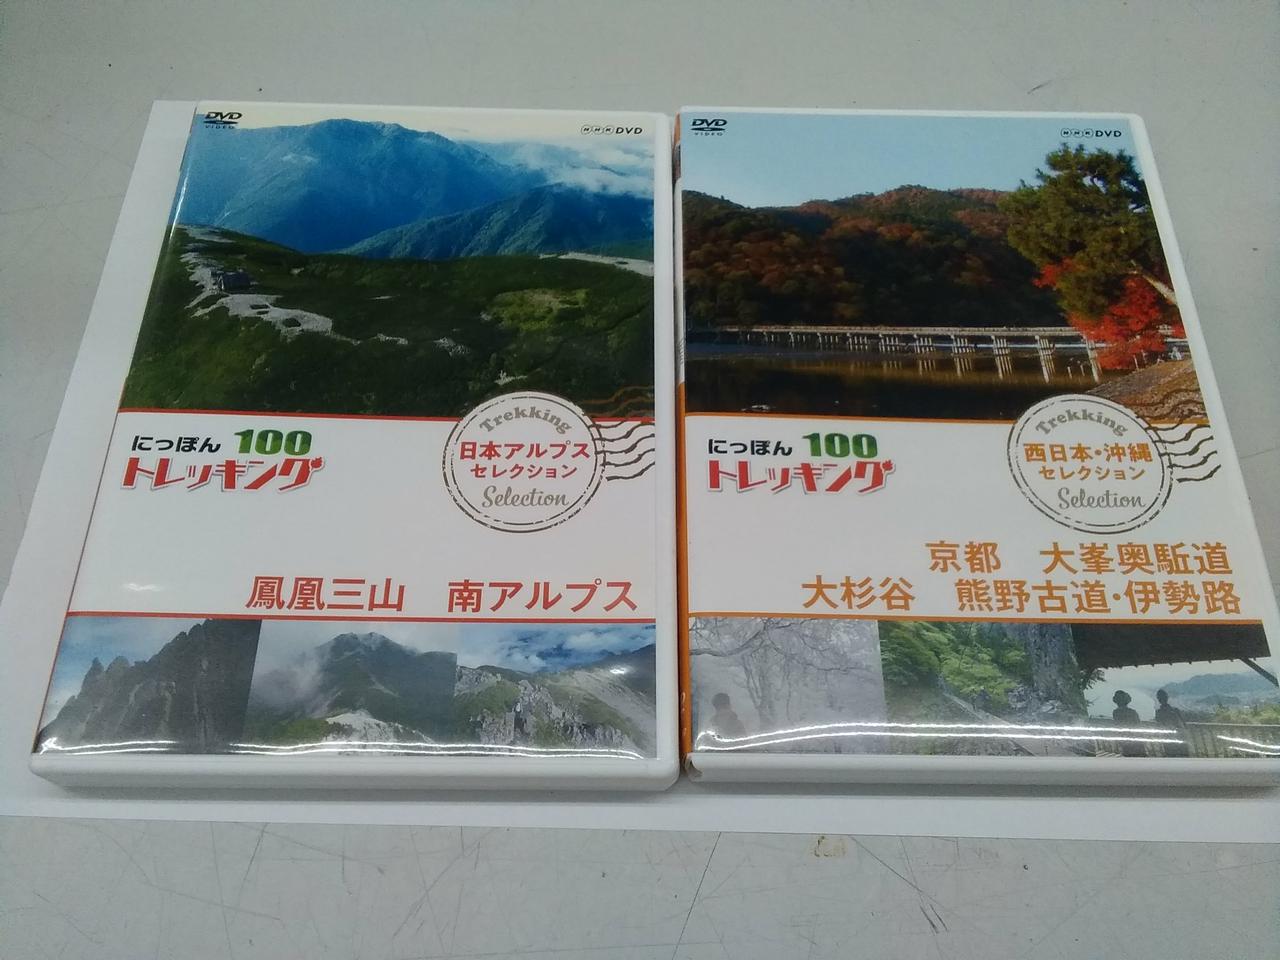 DVD
VIDEO
NHK DVD
にっぽん 100
トレッキング
Trekking
日本アルプス
セレクション
Selection
鳳凰三山 南アルプス
DVD
VIDEO
NHK DVD
にっぽん 100
トレッキング
Trekking
西日本・沖縄
セレクション
Selection
京都 大峯奥駈道
大杉谷 熊野古道・伊勢路